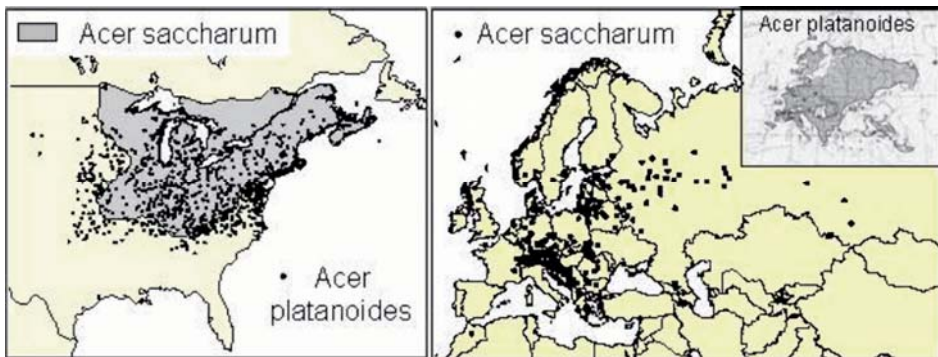 Acer saccharum
Acer
platanoides
Acer saccharum
Acer platanoides